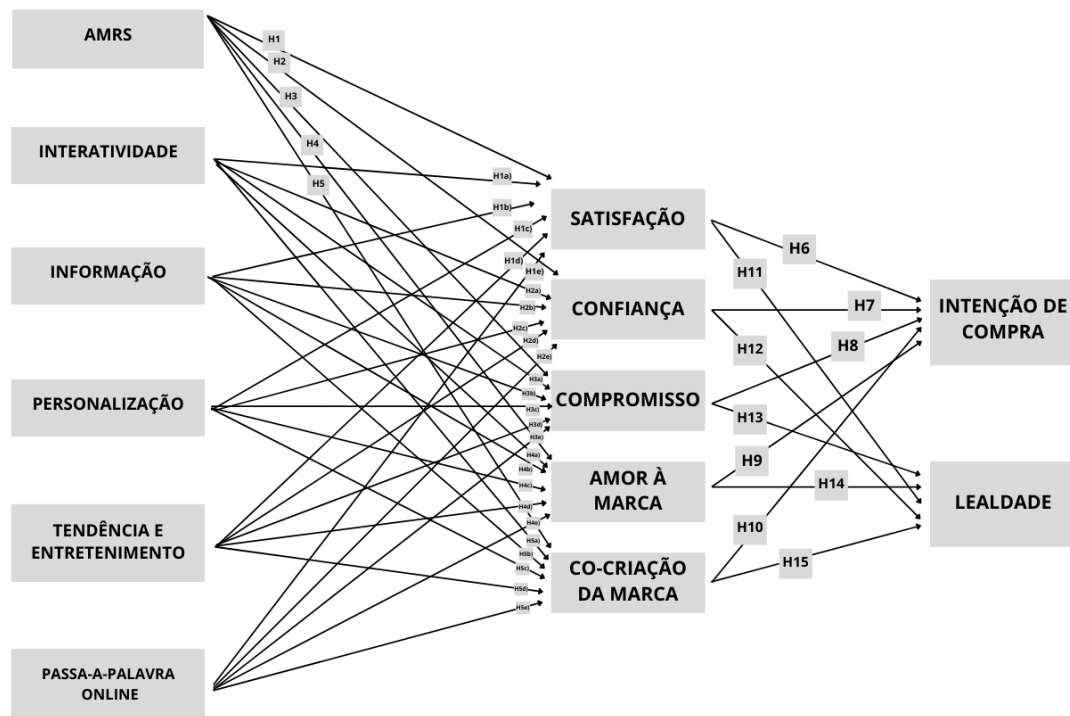 AMRS
INTERATIVIDADE
INFORMAÇÃO
PERSONALIZAÇÃO
TENDÊNCIA E
ENTRETENIMENTO
PASSA-A-PALAVRA
ONLINE
H1
H2
H3
H4
H5
H1a)
H1b)
H1c)
H1d)
H1e)
H2a)
H2b)
H2c)
H2d)
H2e)
H3a)
H3b)
H3c)
H3d)
H3e)
H4a)
H4b)
H4c)
H4d)
H4e)
H5a)
H5b)
H5c)
H5d)
H5e)
SATISFAÇÃO
CONFIANÇA
COMPROMISSO
AMOR À
MARCA
CO-CRIAÇÃO
DA MARCA
H6
H11
H7
H12
H8
H13
H9
H14
H10
H15
INTENÇÃO DE
COMPRA
LEALDADE